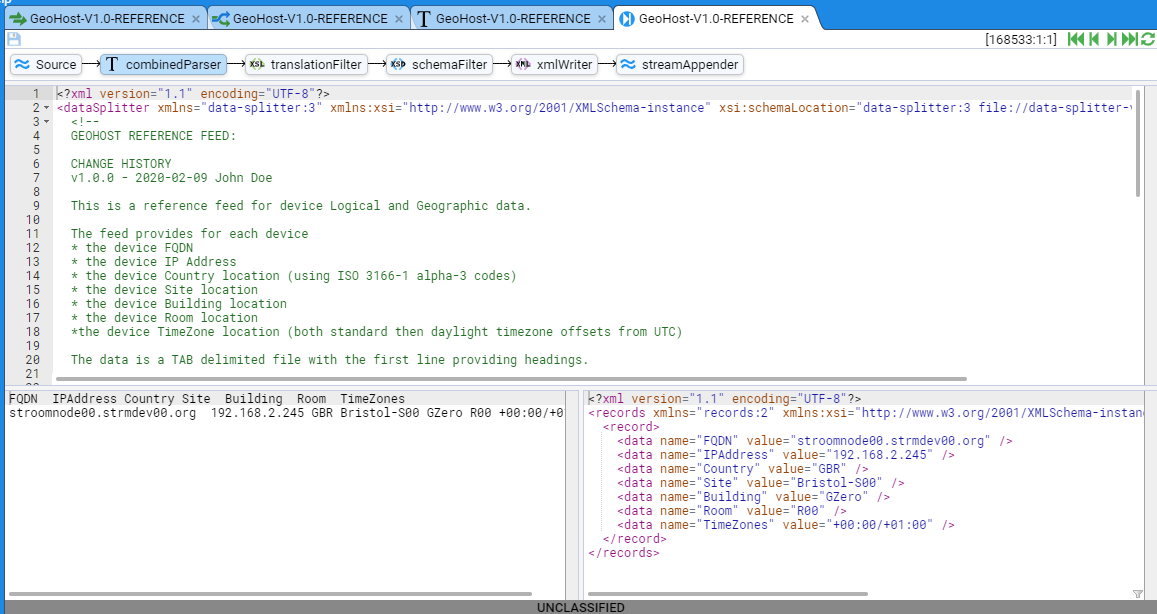 GeoHost-V1.0-REFERENCE × GeoHost-V1.0-REFERENCE × T GeoHost-V1.0-REFERENCE × GeoHost-V1.0-REFERENCE ×
[168533:1:1]
Source T combinedParser XSL translationFilter XSD schemaFilter XML xmlWriter streamAppender
1 <?xml version="1.1" encoding="UTF-8"?>
2 <dataSplitter xmlns="data-splitter:3" xmlns:xsi="http://www.w3.org/2001/XMLSchema-instance" xsi:schemaLocation="data-splitter:3 file://data-splitter-
3 <!--
4 GEOHOST REFERENCE FEED:
5
6 CHANGE HISTORY
7 v1.0.0 - 2020-02-09 John Doe
8
9 This is a reference feed for device Logical and Geographic data.
10
11 The feed provides for each device
12 * the device FQDN
13 * the device IP Address
14 * the device Country location (using ISO 3166-1 alpha-3 codes)
15 * the device Site location
16 * the device Building location
17 * the device Room location
18 *the device TimeZone location (both standard then daylight timezone offsets from UTC)
19
20 The data is a TAB delimited file with the first line providing headings.
21
FQDN IPAddress Country Site Building Room TimeZones
stroomnode00.strmdev00.org 192.168.2.245 GBR Bristol-S00 GZero R00 +00:00/+0
<?xml version="1.1" encoding="UTF-8"?>
<records xmlns="records:2" xmlns:xsi="http://www.w3.org/2001/XMLSchema-instan
<record>
<data name="FQDN" value="stroomnode00.strmdev00.org" />
<data name="IPAddress" value="192.168.2.245" />
<data name="Country" value="GBR" />
<data name="Site" value="Bristol-S00" />
<data name="Building" value="GZero" />
<data name="Room" value="R00" />
<data name="TimeZones" value="+00:00/+01:00" />
</record>
</records>
UNCLASSIFIED